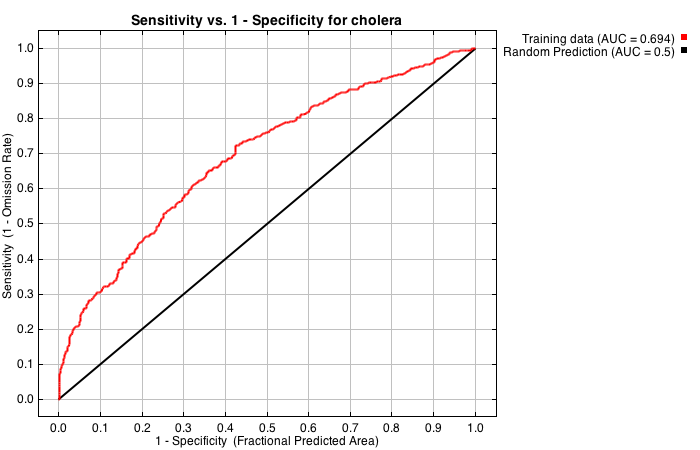 Sensitivity vs. 1 - Specificity for cholera
Training data (AUC = 0.694)
Random Prediction (AUC = 0.5)
Sensitivity (1 - Omission Rate)
1.0
0.9
0.8
0.7
0.6
0.5
0.4
0.3
0.2
0.1
0.0
0.0 0.1 0.2 0.3 0.4 0.5 0.6 0.7 0.8 0.9 1.0
1 - Specificity (Fractional Predicted Area)